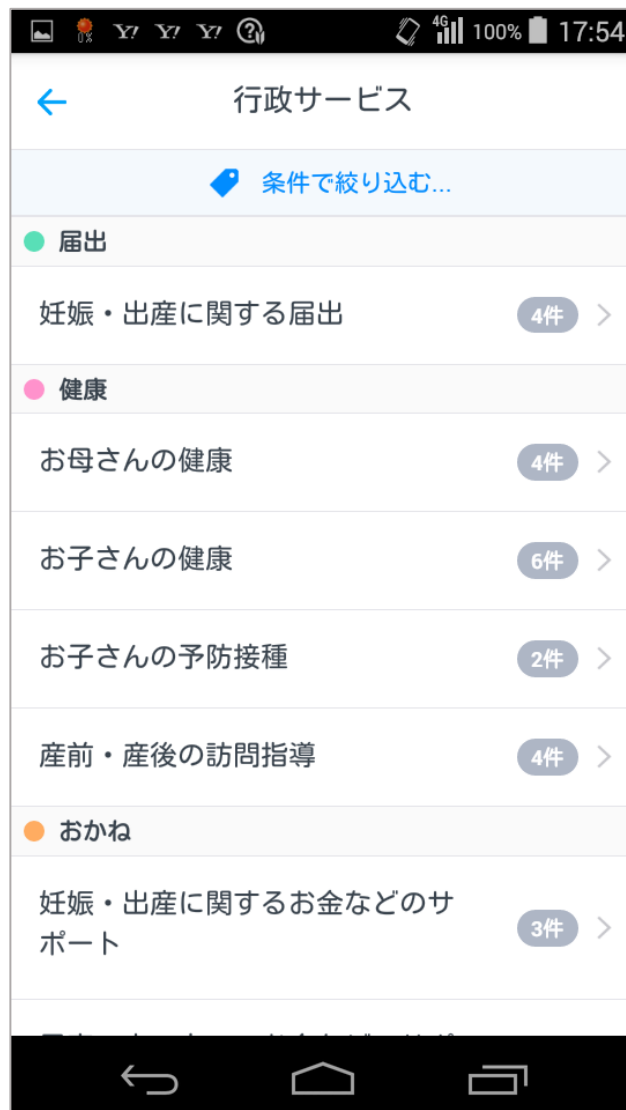 0% Y! Y! Y! 4G 100% 17:54
行政サービス
条件で絞り込む...
届出
妊娠・出産に関する届出 4件
健康
お母さんの健康 4件
お子さんの健康 6件
お子さんの予防接種 2件
産前・産後の訪問指導 4件
おかね
妊娠・出産に関するお金などのサ
ポート 3件